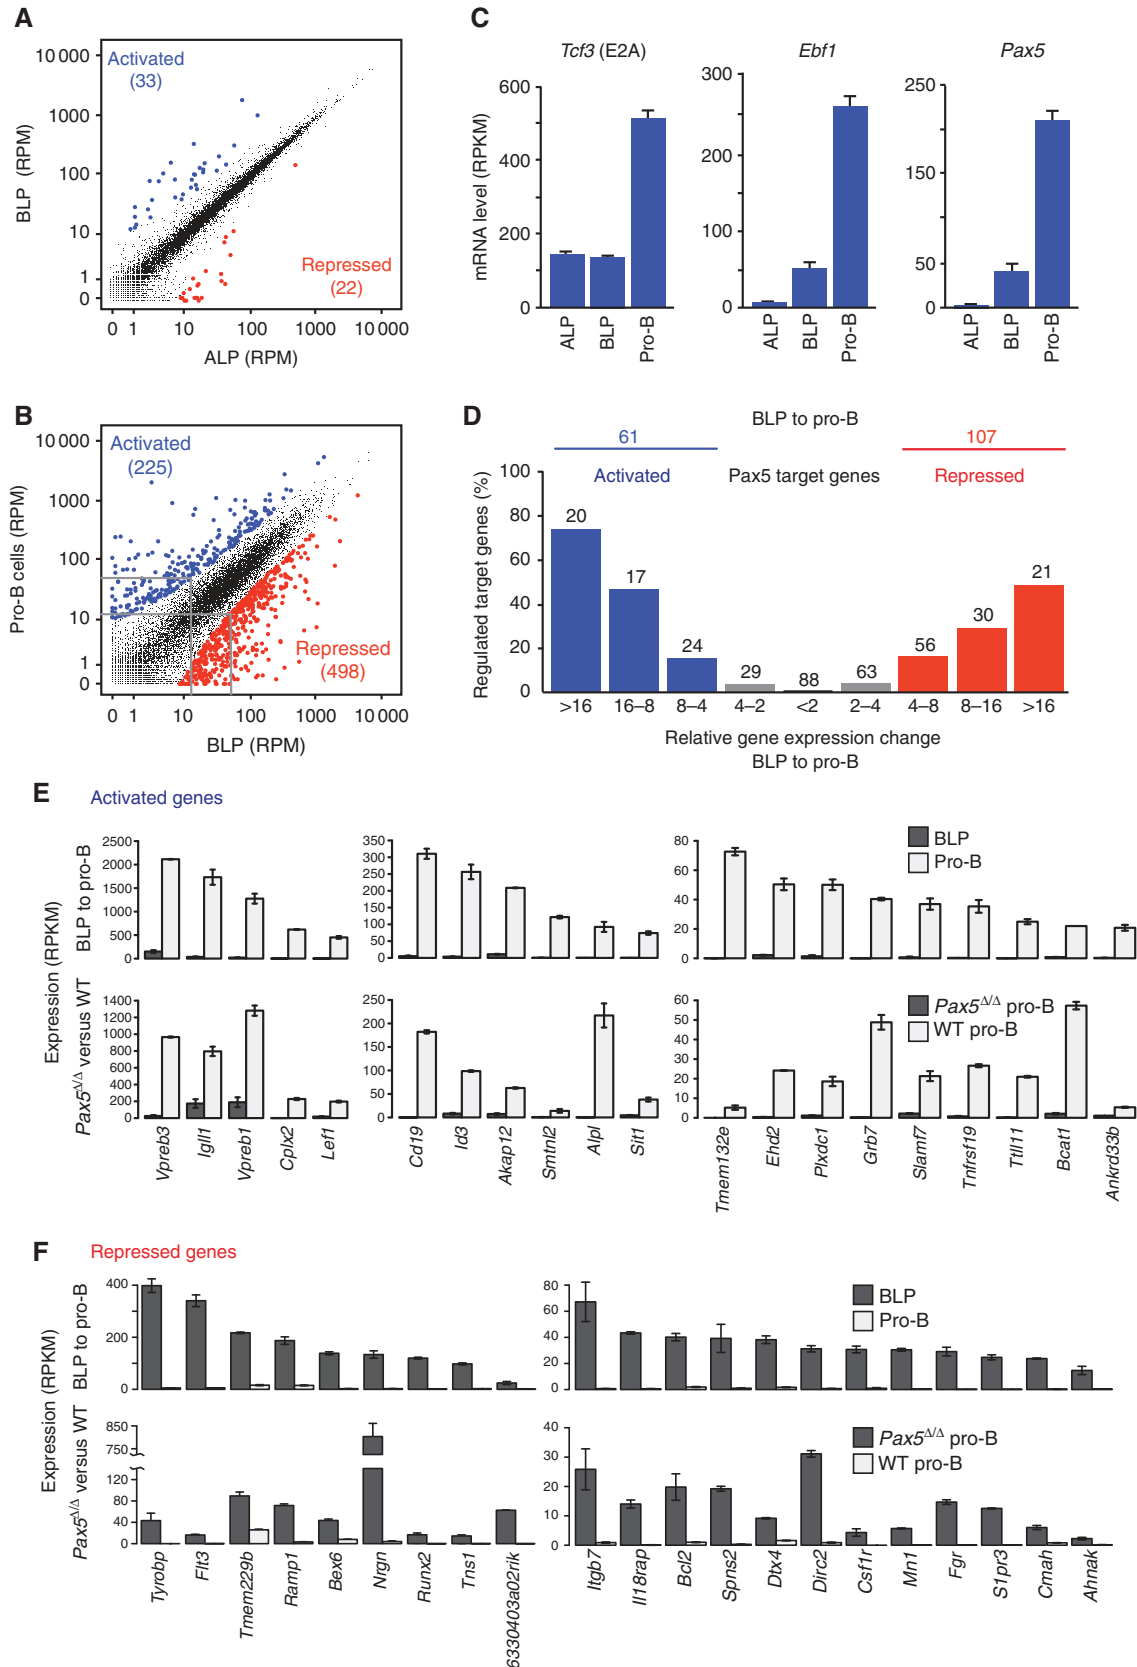 A
Activated
(33)
10 000
1000
100
10
1
0
BLP (RPM)
Repressed
(22)
0 1 10 100 1000 10 000
ALP (RPM)
B
Activated
(225)
10 000
1000
100
10
1
0
Pro-B cells (RPM)
Repressed
(498)
0 1 10 100 1000 10 000
BLP (RPM)
C
Tcf3 (E2A)
Ebf1
Pax5
mRNA level (RPKM)
600
400
200
0
ALP
BLP
Pro-B
300
200
100
0
ALP
BLP
Pro-B
250
150
50
0
ALP
BLP
Pro-B
D
BLP to pro-B
61
107
Activated
Pax5 target genes
Repressed
Regulated target genes (%)
100
80
60
40
20
0
20
17
24
29
88
63
56
30
21
>16 16–8 8–4 4–2 <2 2–4 4–8 8–16 >16
Relative gene expression change
BLP to pro-B
E
Activated genes
Expression (RPKM)
BLP to pro-B
2500
2000
1500
1000
500
0
350
300
250
200
150
100
50
0
80
60
40
20
0
BLP
Pro-B
Pax5Δ/Δ versus WT
1400
1200
1000
800
600
400
200
0
250
200
150
100
50
0
60
50
40
30
20
10
0
Pax5Δ/Δ pro-B
WT pro-B
Vpreb3
Igll1
Vpreb1
Cplx2
Lef1
Cd19
Id3
Akap12
Smtnl2
Alpl
Sit1
Tmem132e
Ehd2
Plxdc1
Grb7
Slamf7
Tnfrsf19
Ttll11
Bcat1
Ankrd33b
F
Repressed genes
Expression (RPKM)
BLP to pro-B
400
200
0
80
60
40
20
0
BLP
Pro-B
Pax5Δ/Δ versus WT
850
750
120
80
40
0
40
30
20
10
0
Pax5Δ/Δ pro-B
WT pro-B
Tyrobp
Flt3
Tmem229b
Ramp1
Bex6
Nrgn
Runx2
Tns1
6330403a02rik
Itgb7
Il18rap
Bcl2
Spns2
Dtx4
Dirc2
Csf1r
Mn1
Fgr
S1pr3
Cmah
Ahnak